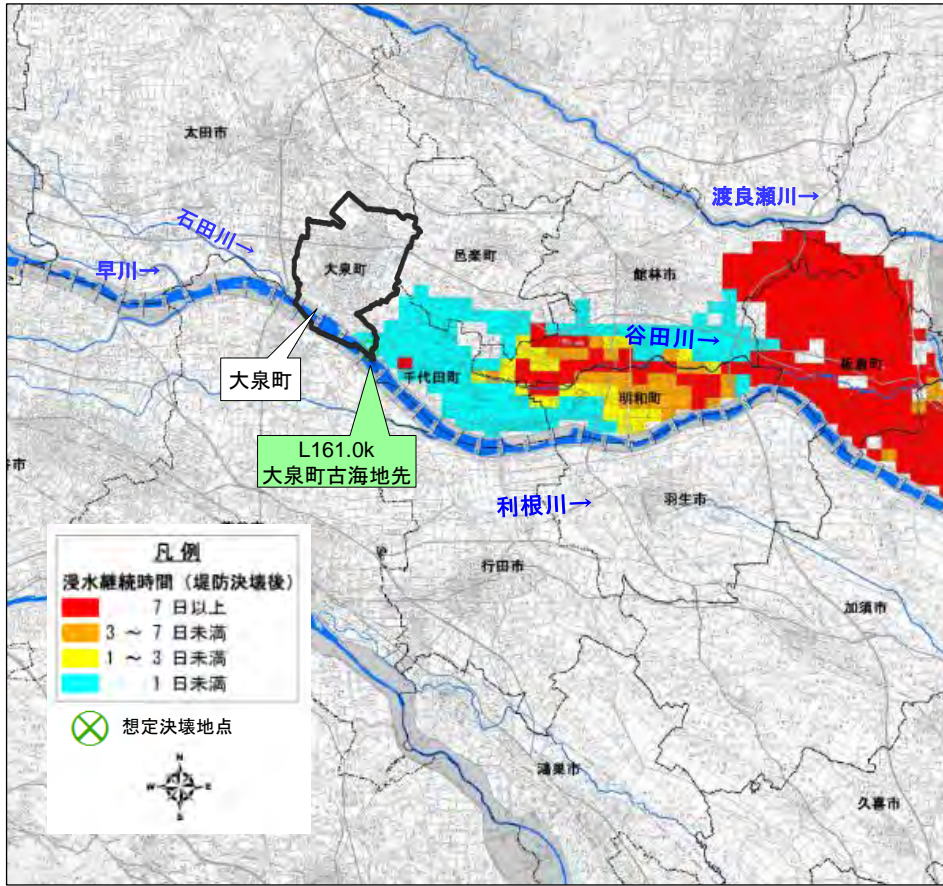 太田市
渡良瀬川→
石田川→
大泉町
邑楽町
早川→
館林市
谷田川→
板倉町
大泉町
千代田町
明和町
L161.0k
大泉町古海地先
利根川→
羽生市
行田市
加須市
凡例
浸水継続時間（堤防決壊後）
7 日以上
3 ～ 7 日未満
1 ～ 3 日未満
1 日未満
想定決壊地点
N
W
E
S
鴻巣市
久喜市